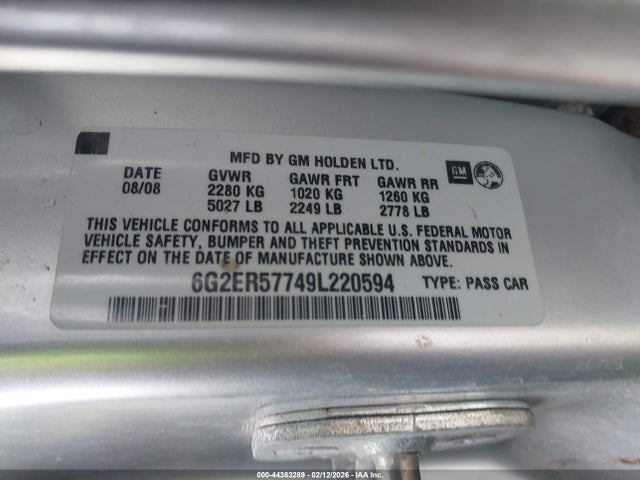 MFD BY GM HOLDEN LTD.
GM
DATE GVWR GAWR FRT GAWR RR
08/08 2280 KG 1020 KG 1260 KG
5027 LB 2249 LB 2778 LB
THIS VEHICLE CONFORMS TO ALL APPLICABLE U.S. FEDERAL MOTOR
VEHICLE SAFETY, BUMPER AND THEFT PREVENTION STANDARDS IN
EFFECT ON THE DATE OF MANUFACTURE SHOWN ABOVE.
6G2ER57749L220594 TYPE: PASS CAR
000-44383289 - 02/12/2026 - IAAI Copart